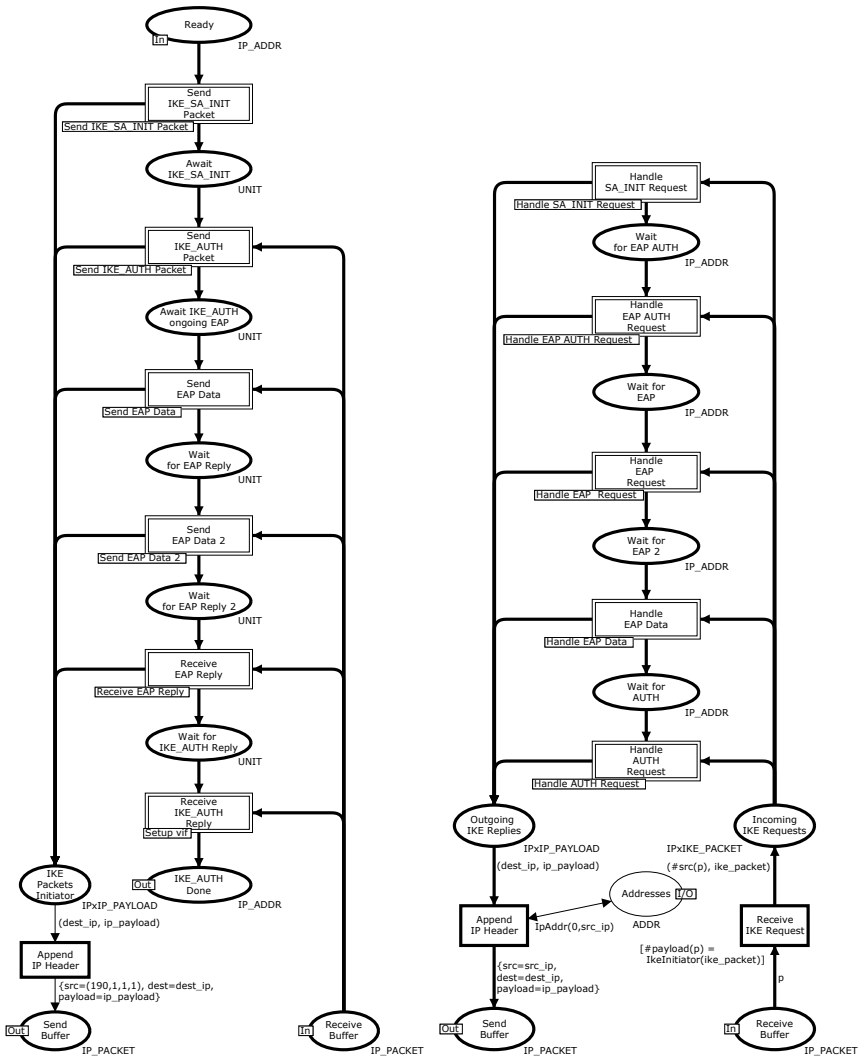 Ready
In
IP_ADDR
Send
IKE_SA_INIT
Packet
Send IKE_SA_INIT Packet
Await
IKE_SA_INIT
UNIT
Send
IKE_AUTH
Packet
Send IKE_AUTH Packet
Await IKE_AUTH
ongoing EAP
UNIT
Send
EAP Data
Send EAP Data
Wait
for EAP Reply
UNIT
Send
EAP Data 2
Send EAP Data 2
Wait
for EAP Reply 2
UNIT
Receive
EAP Reply
Receive EAP Reply
Wait for
IKE_AUTH Reply
UNIT
Receive
IKE_AUTH
Reply
Setup vif
IKE_AUTH
Done
Out
IP_ADDR
IKE
Packets
Initiator
IPxIP_PAYLOAD
(dest_ip, ip_payload)
Append
IP Header
{src=(190,1,1,1), dest=dest_ip,
payload=ip_payload}
Out
Send
Buffer
IP_PACKET
In
Receive
Buffer
IP_PACKET
Handle
SA_INIT Request
Handle SA_INIT Request
Wait
for EAP AUTH
IP_ADDR
Handle
EAP AUTH
Request
Handle EAP AUTH Request
Wait for
EAP
IP_ADDR
Handle
EAP
Request
Handle EAP Request
Wait for
EAP 2
IP_ADDR
Handle
EAP Data
Handle EAP Data
Wait for
AUTH
IP_ADDR
Handle
AUTH
Request
Handle AUTH Request
Outgoing
IKE Replies
IPxIP_PAYLOAD
(dest_ip, ip_payload)
Incoming
IKE Requests
IPxIKE_PACKET
(#src(p), ike_packet)
Addresses
I/O
ADDR
IpAddr(0,src_ip)
Append
IP Header
Receive
IKE Request
[#payload(p) =
IkeInitiator(ike_packet)]
{src=src_ip,
dest=dest_ip,
payload=ip_payload}
p
Out
Send
Buffer
IP_PACKET
In
Receive
Buffer
IP_PACKET